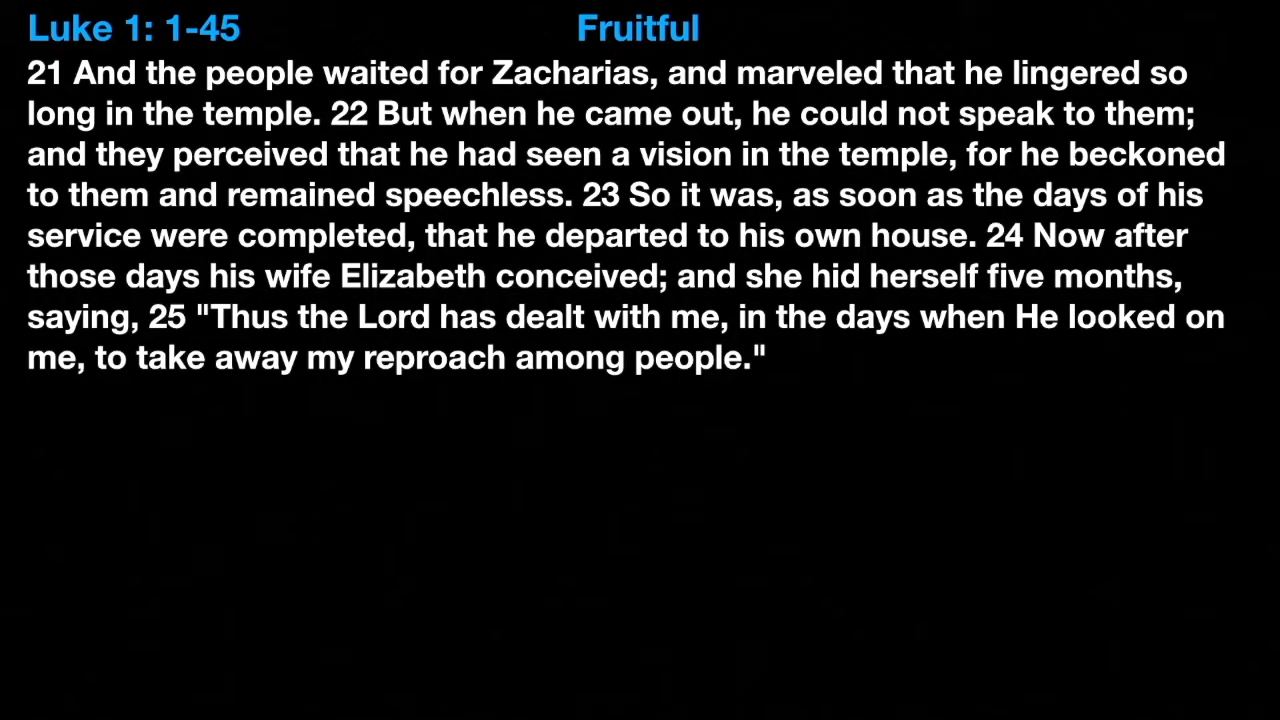 Luke 1: 1-45 Fruitful
21 And the people waited for Zacharias, and marveled that he lingered so
long in the temple. 22 But when he came out, he could not speak to them;
and they perceived that he had seen a vision in the temple, for he beckoned
to them and remained speechless. 23 So it was, as soon as the days of his
service were completed, that he departed to his own house. 24 Now after
those days his wife Elizabeth conceived; and she hid herself five months,
saying, 25 "Thus the Lord has dealt with me, in the days when He looked on
me, to take away my reproach among people."